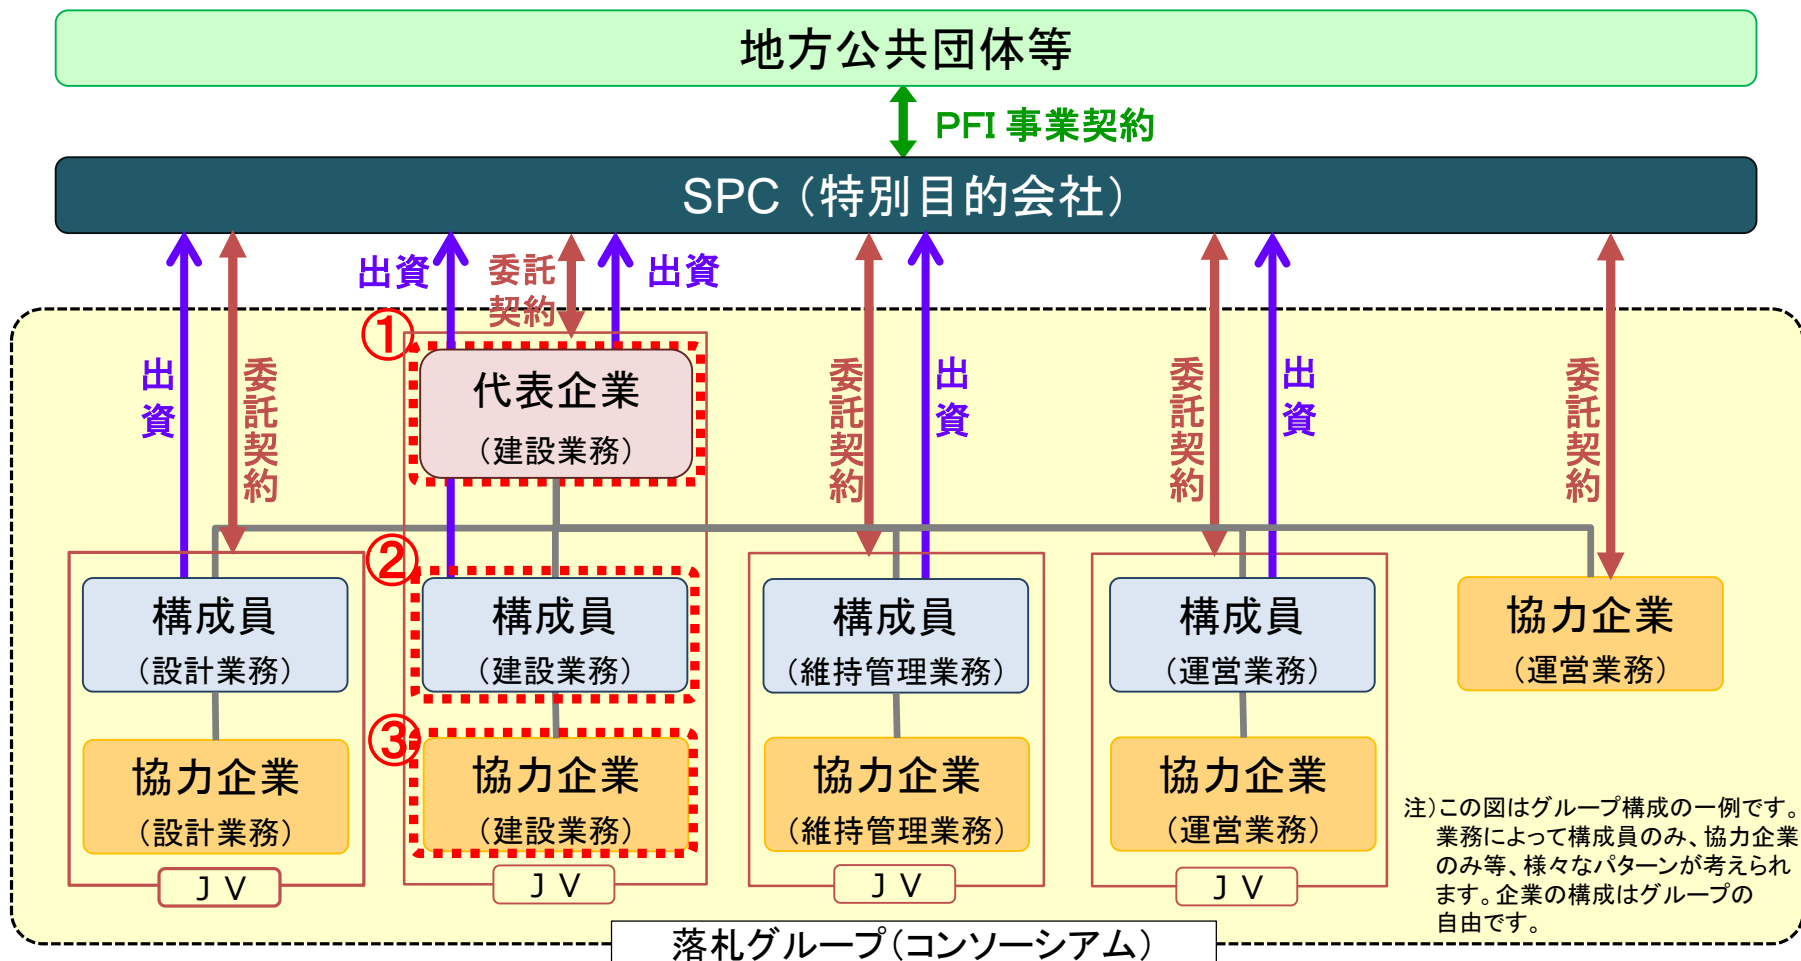 地方公共団体等
PFI 事業契約
SPC（特別目的会社）
出資
委託契約
出資
委託
契約
出資
委託契約
出資
委託契約
出資
委託契約
①
代表企業
（建設業務）
②
構成員
（設計業務）
構成員
（建設業務）
構成員
（維持管理業務）
構成員
（運営業務）
協力企業
（運営業務）
③
協力企業
（設計業務）
協力企業
（建設業務）
協力企業
（維持管理業務）
協力企業
（運営業務）
ＪＶ
ＪＶ
ＪＶ
ＪＶ
注）この図はグループ構成の一例です。
業務によって構成員のみ、協力企業
のみ等、様々なパターンが考えられ
ます。企業の構成はグループの
自由です。
落札グループ（コンソーシアム）